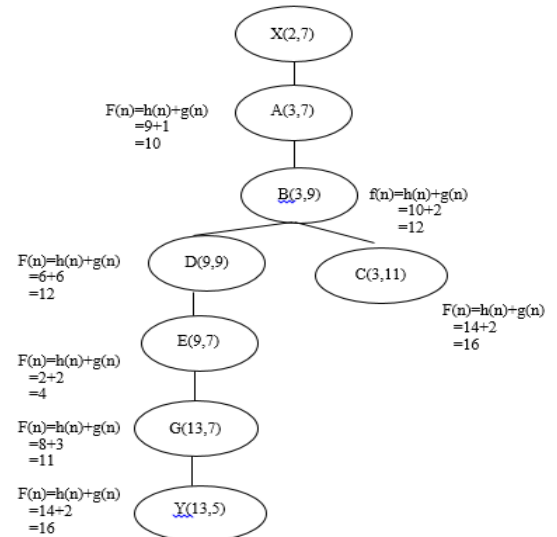 X(2,7)
F(n)=h(n)+g(n)
=9+1
=10
A(3,7)
B(3,9)
f(n)=h(n)+g(n)
=10+2
=12
F(n)=h(n)+g(n)
=6+6
=12
D(9,9)
C(3,11)
F(n)=h(n)+g(n)
=14+2
=16
E(9,7)
F(n)=h(n)+g(n)
=2+2
=4
F(n)=h(n)+g(n)
=8+3
=11
G(13,7)
F(n)=h(n)+g(n)
=14+2
=16
Y(13,5)